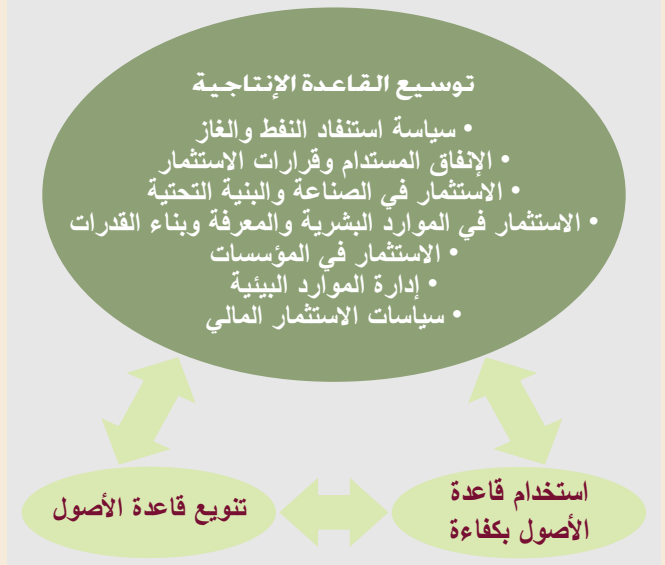 توسيع القاعدة الإنتاجية
• سياسة استنفاد النفط والغاز
• الإنفاق المستدام وقرارات الاستثمار
• الاستثمار في الصناعة والبنية التحتية
• الاستثمار في الموارد البشرية والمعرفة وبناء القدرات
• الاستثمار في المؤسسات
• إدارة الموارد البيئية
• سياسات الاستثمار المالي
استخدام قاعدة
الأصول بكفاءة
تنويع قاعدة الأصول